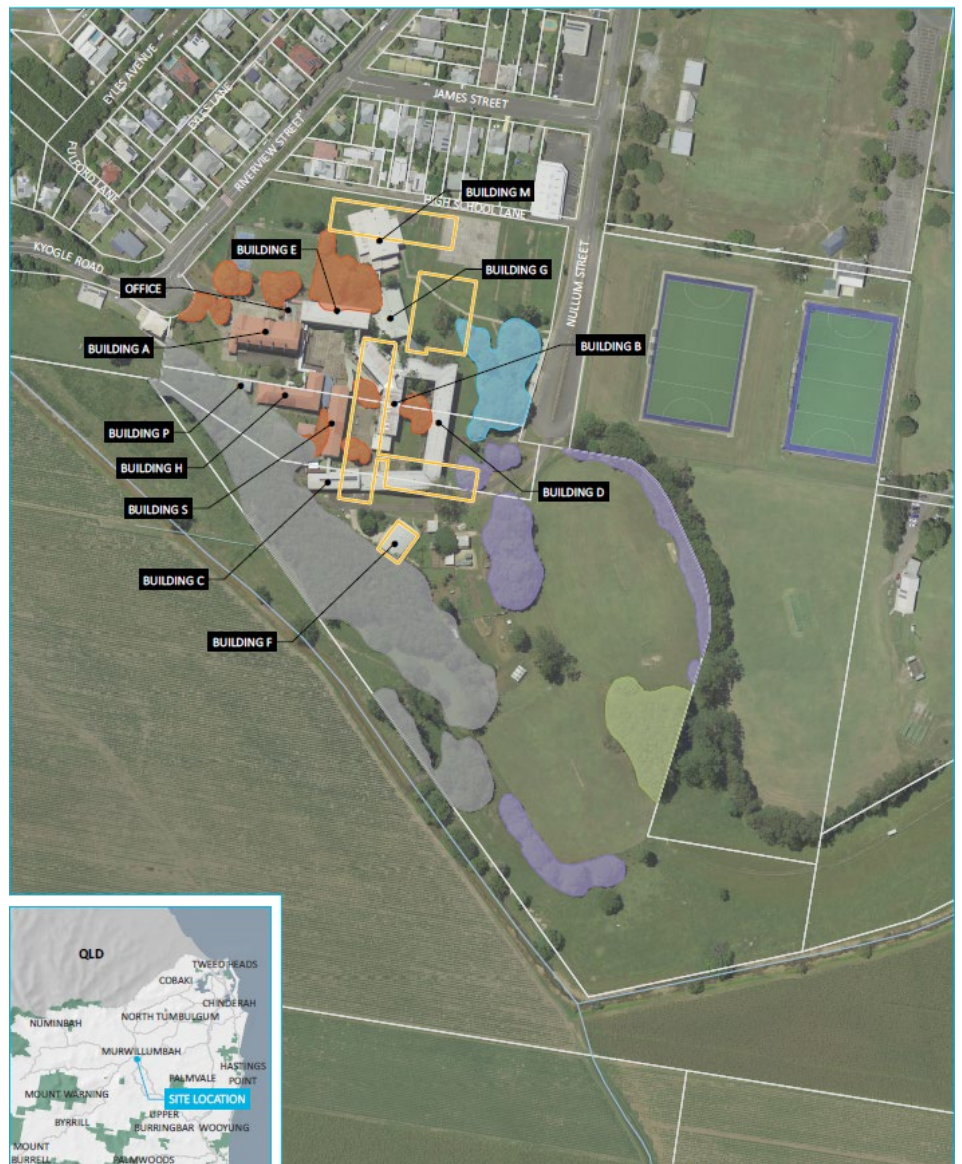 EYLES AVENUE
EYLES LANE
FULFORD LANE
RIVERVIEW STREET
JAMES STREET
HIGH SCHOOL LANE
NULLUM STREET
KYOGLE ROAD
BUILDING M
BUILDING E
BUILDING G
OFFICE
BUILDING A
BUILDING B
BUILDING P
BUILDING H
BUILDING D
BUILDING S
BUILDING C
BUILDING F
QLD
TWEED HEADS
COBAKI
CHINDERAH
NORTH TUMBULGUM
NUMINBAH
MURWILLUMBAH
HASTINGS
POINT
PALMVALE
MOUNT WARNING
SITE LOCATION
UPPER
BURRINGBAR
WOOYUNG
BYRRILL
MOUNT
BURRELL
PALMWOODS